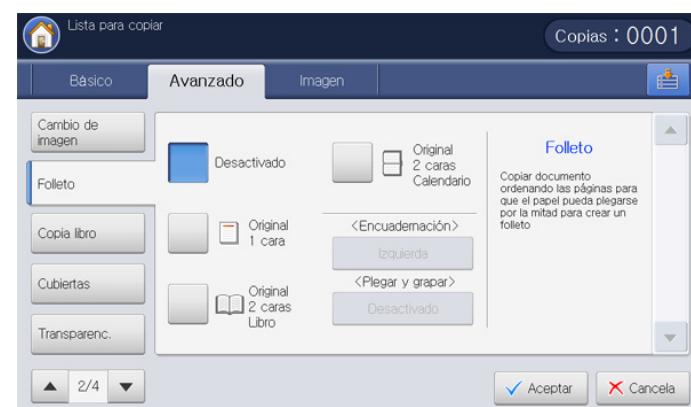 Lista para copiar
Copias : 0001
Básico
Avanzado
Imagen
Cambio de
imagen
Folleto
Copia libro
Cubiertas
Transparenc.
2/4
Desactivado
Original
1 cara
Original
2 caras
Libro
Original
2 caras
Calendario
<Encuadernación>
Izquierda
<Plegar y grapar>
Desactivado
Folleto
Copiar documento
ordenando las páginas para
que el papel pueda plegarse
por la mitad para crear un
folleto
Aceptar
Cancela